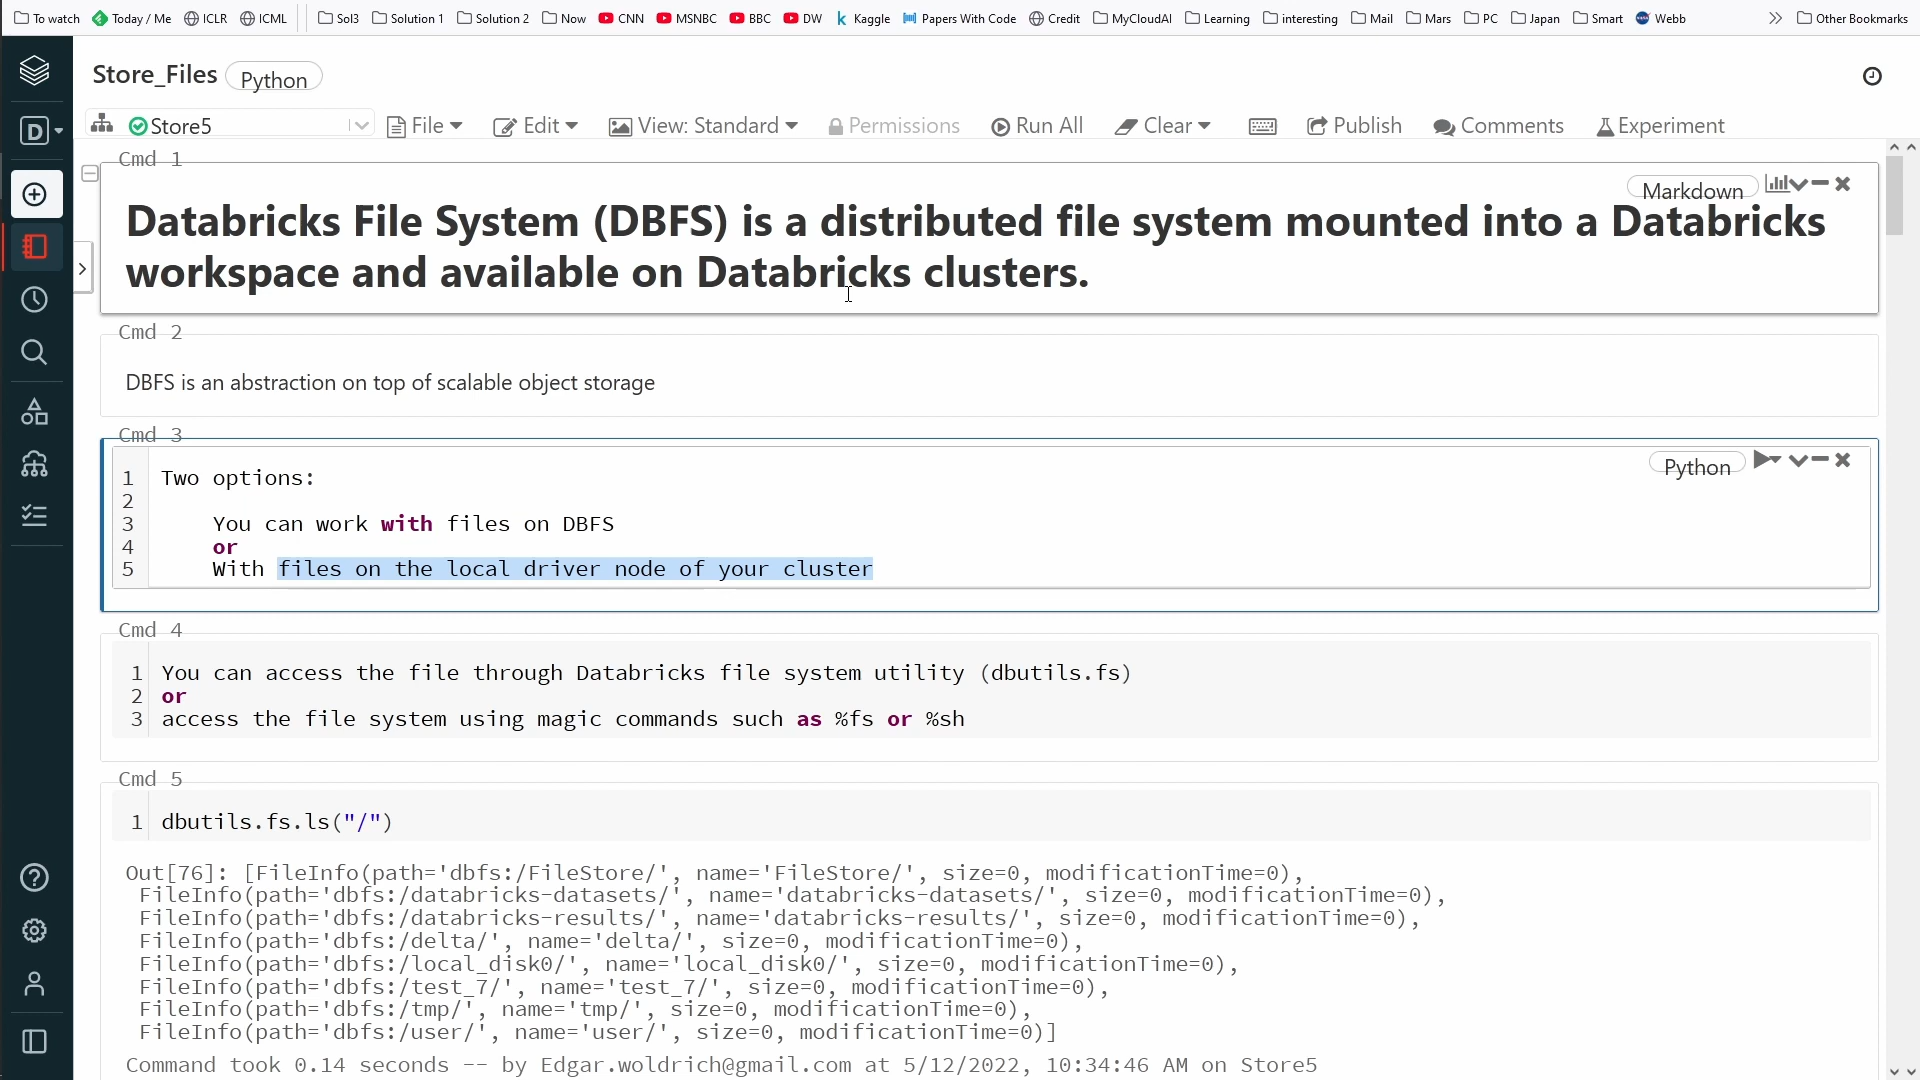 To watch Today / Me ICLR ICML Sol3 Solution 1 Solution 2 Now CNN MSNBC BBC DW Kaggle Papers With Code Credit MyCloudAI Learning interesting Mail Mars PC Japan Smart Webb Other Bookmarks
Store_Files Python
D Store5 File Edit View: Standard Permissions Run All Clear Publish Comments Experiment
Cmd 1
Markdown
Databricks File System (DBFS) is a distributed file system mounted into a Databricks
workspace and available on Databricks clusters.
Cmd 2
DBFS is an abstraction on top of scalable object storage
Cmd 3
Python
1 Two options:
2
3 You can work with files on DBFS
4 or
5 With files on the local driver node of your cluster
Cmd 4
1 You can access the file through Databricks file system utility (dbutils.fs)
2 or
3 access the file system using magic commands such as %fs or %sh
Cmd 5
1 dbutils.fs.ls("/")
Out[76]: [FileInfo(path='dbfs:/FileStore/', name='FileStore/', size=0, modificationTime=0),
FileInfo(path='dbfs:/databricks-datasets/', name='databricks-datasets/', size=0, modificationTime=0),
FileInfo(path='dbfs:/databricks-results/', name='databricks-results/', size=0, modificationTime=0),
FileInfo(path='dbfs:/delta/', name='delta/', size=0, modificationTime=0),
FileInfo(path='dbfs:/local_disk0/', name='local_disk0/', size=0, modificationTime=0),
FileInfo(path='dbfs:/test_7/', name='test_7/', size=0, modificationTime=0),
FileInfo(path='dbfs:/tmp/', name='tmp/', size=0, modificationTime=0),
FileInfo(path='dbfs:/user/', name='user/', size=0, modificationTime=0)]
Command took 0.14 seconds -- by Edgar.woldrich@gmail.com at 5/12/2022, 10:34:46 AM on Store5